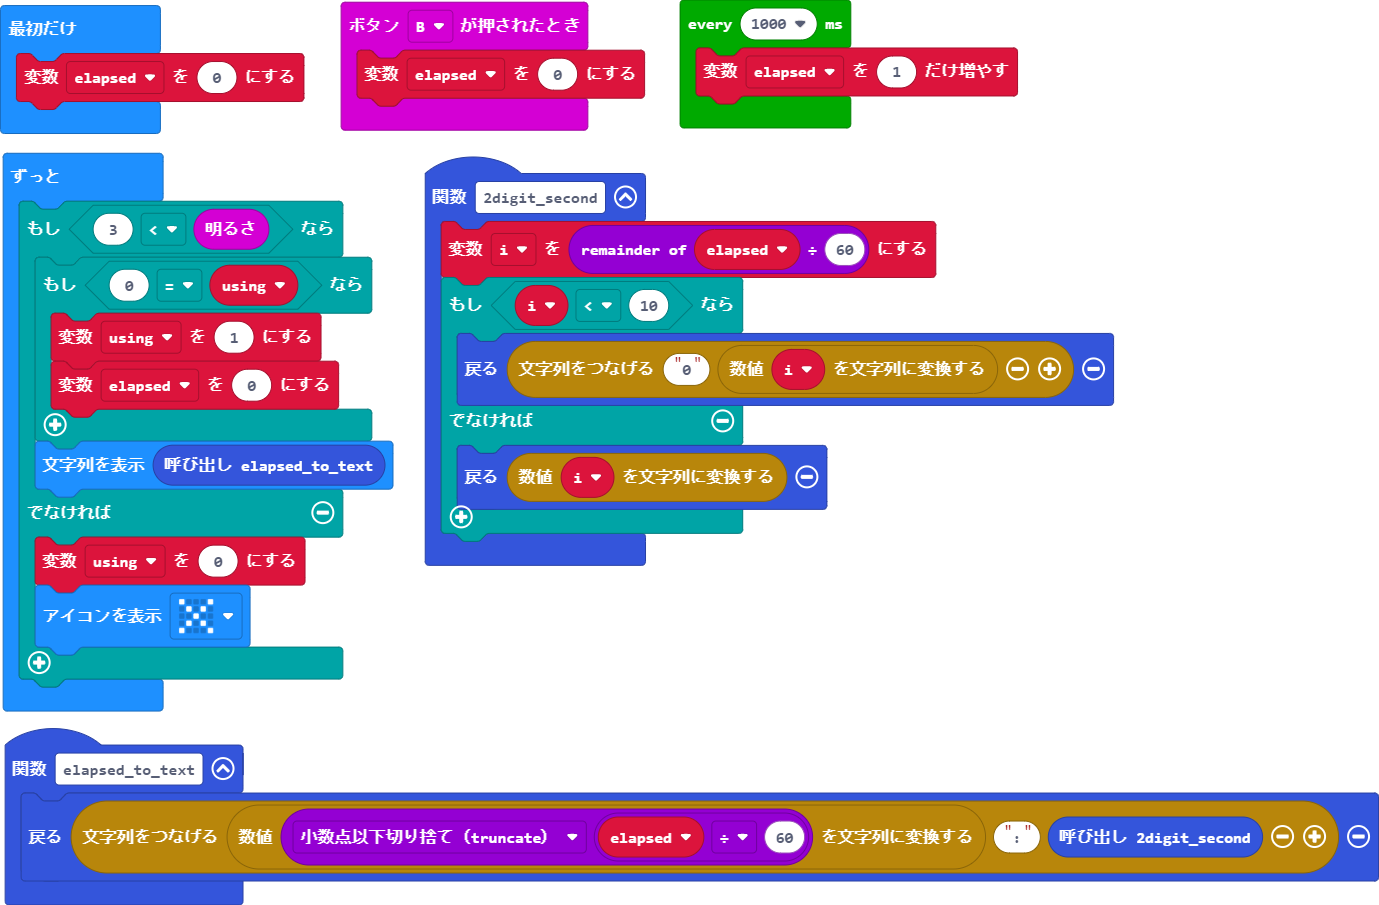 最初だけ
変数 elapsed を 0 にする
ボタン B が押されたとき
変数 elapsed を 0 にする
every 1000 ms
変数 elapsed を 1 だけ増やす
ずっと
もし 3 < 明るさ なら
もし 0 = using なら
変数 using を 1 にする
変数 elapsed を 0 にする
文字列を表示 呼び出し elapsed_to_text
でなければ
変数 using を 0 にする
アイコンを表示
関数 2digit_second
変数 i を remainder of elapsed ÷ 60 にする
もし i < 10 なら
戻る 文字列をつなげる "0" 数値 i を文字列に変換する
でなければ
戻る 数値 i を文字列に変換する
関数 elapsed_to_text
戻る 文字列をつなげる 数値 小数点以下切り捨て（truncate） elapsed ÷ 60 を文字列に変換する ":" 呼び出し 2digit_second